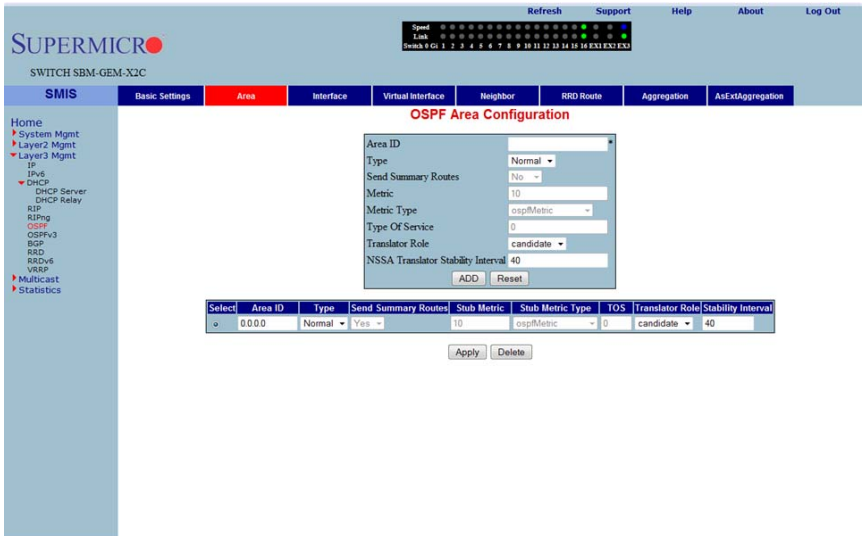 Refresh Support Help About Log Out
SUPERMICRO
Speed
Link
Switch 0 Gi 1 2 3 4 5 6 7 8 9 10 11 12 13 14 15 16 EX1 EX2 EX3
SWITCH SBM-GEM-X2C
SMIS
Basic Settings Area Interface Virtual Interface Neighbor RRD Route Aggregation AsExtAggregation
Home
System Mgmt
Layer2 Mgmt
Layer3 Mgmt
IP
IPv6
DHCP
DHCP Server
DHCP Relay
RIP
RIPng
OSPF
OSPFv3
BGP
RRD
RRDv6
VRRP
Multicast
Statistics
OSPF Area Configuration
Area ID *
Type Normal
Send Summary Routes No
Metric 10
Metric Type ospfMetric
Type Of Service 0
Translator Role candidate
NSSA Translator Stability Interval 40
ADD Reset
Select Area ID Type Send Summary Routes Stub Metric Stub Metric Type TOS Translator Role Stability Interval
0.0.0.0 Normal Yes 10 ospfMetric 0 candidate 40
Apply Delete